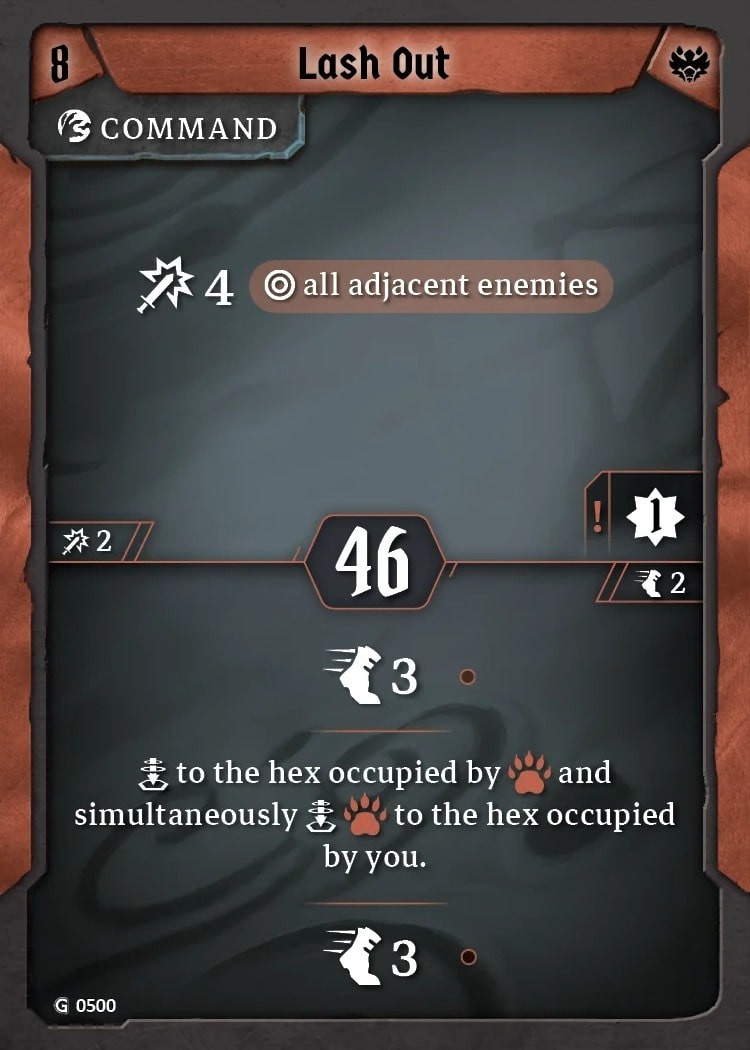 8 Lash Out
COMMAND
4 all adjacent enemies
! 1
2 46
2
3
to the hex occupied by and
simultaneously to the hex occupied
by you.
3
G 0500